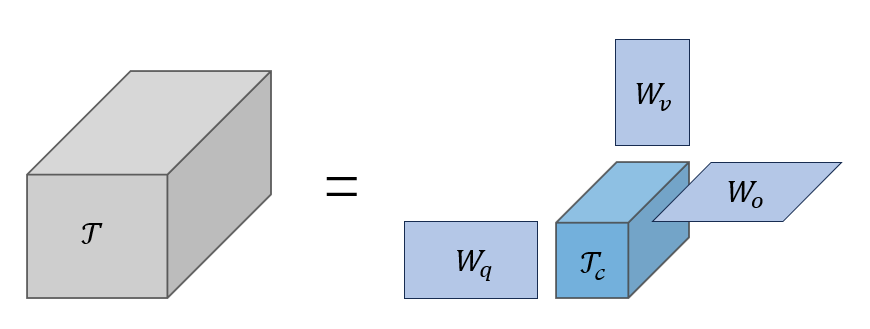 𝒯 = W_q 𝒯_c W_v W_o